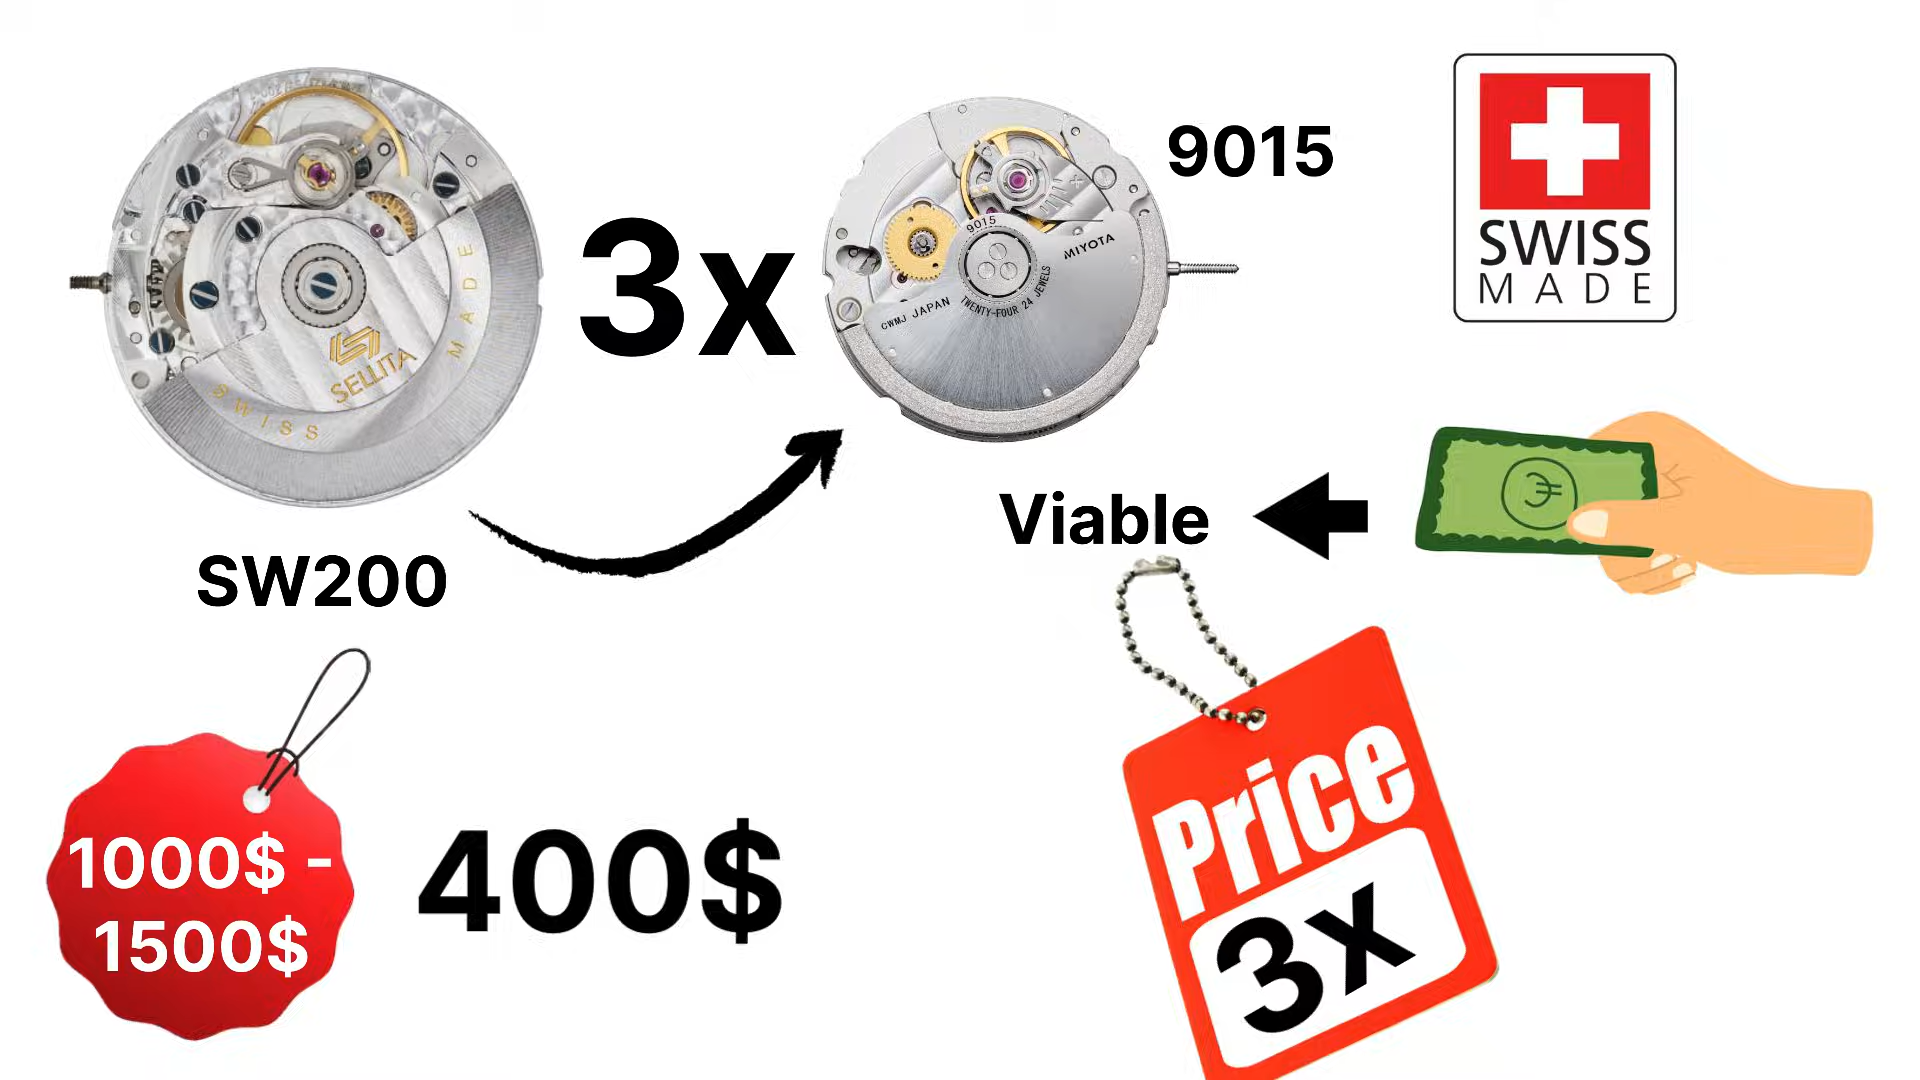 SELLITA
SWISS MADE
SW200
3x
9015
MIYOTA
9015
CWMJ JAPAN
TWENTY-FOUR 24 JEWELS
SWISS
MADE
Viable
1000$ -
1500$
400$
Price
3x